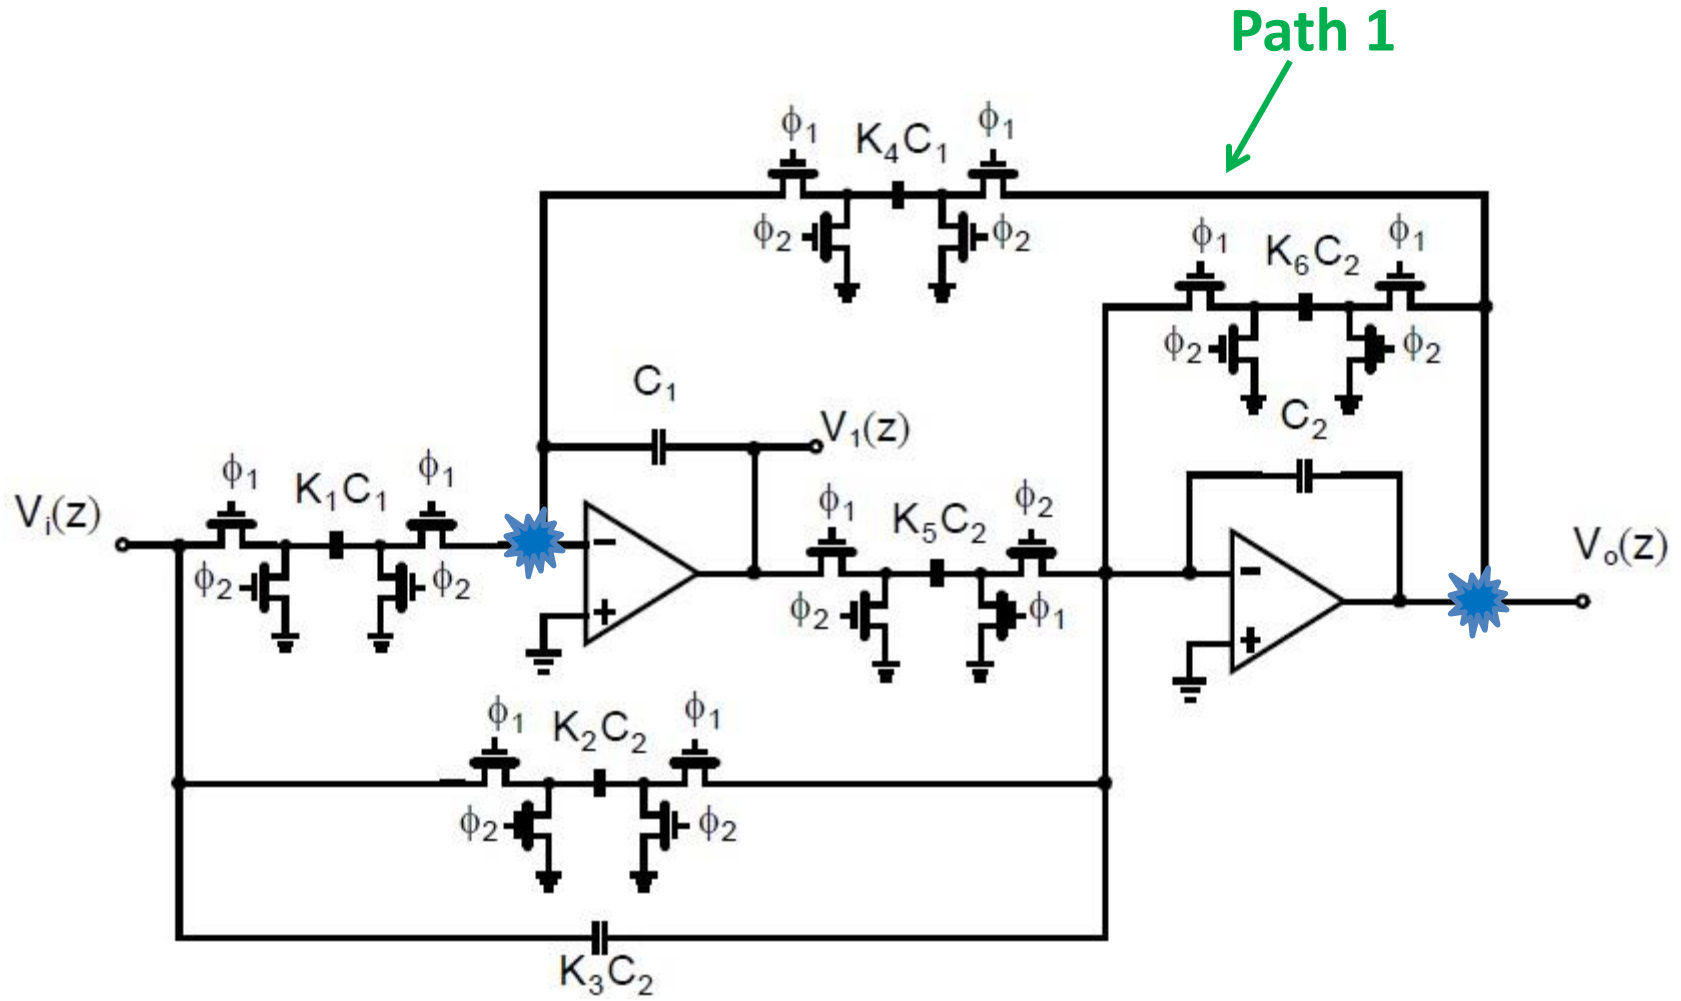 Path 1
ϕ1 K4C1 ϕ1
ϕ2 ϕ2
ϕ1 K6C2 ϕ1
ϕ2 ϕ2
C1
C2
V1(z)
Vi(z) ϕ1 K1C1 ϕ1
ϕ2 ϕ2
−
+
ϕ1 K5C2 ϕ2
ϕ2 ϕ1
−
+
Vo(z)
ϕ1 K2C2 ϕ1
ϕ2 ϕ2
K3C2